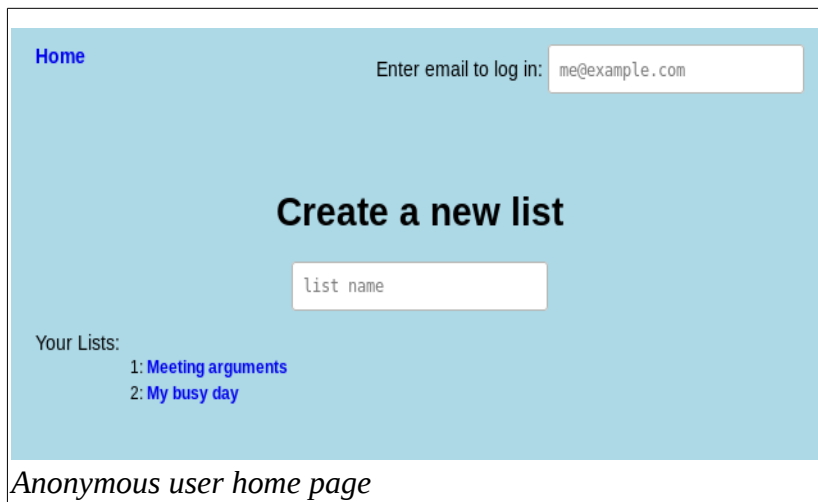 Home
Enter email to log in: me@example.com
Create a new list
list name
Your Lists:
1: Meeting arguments
2: My busy day
Anonymous user home page